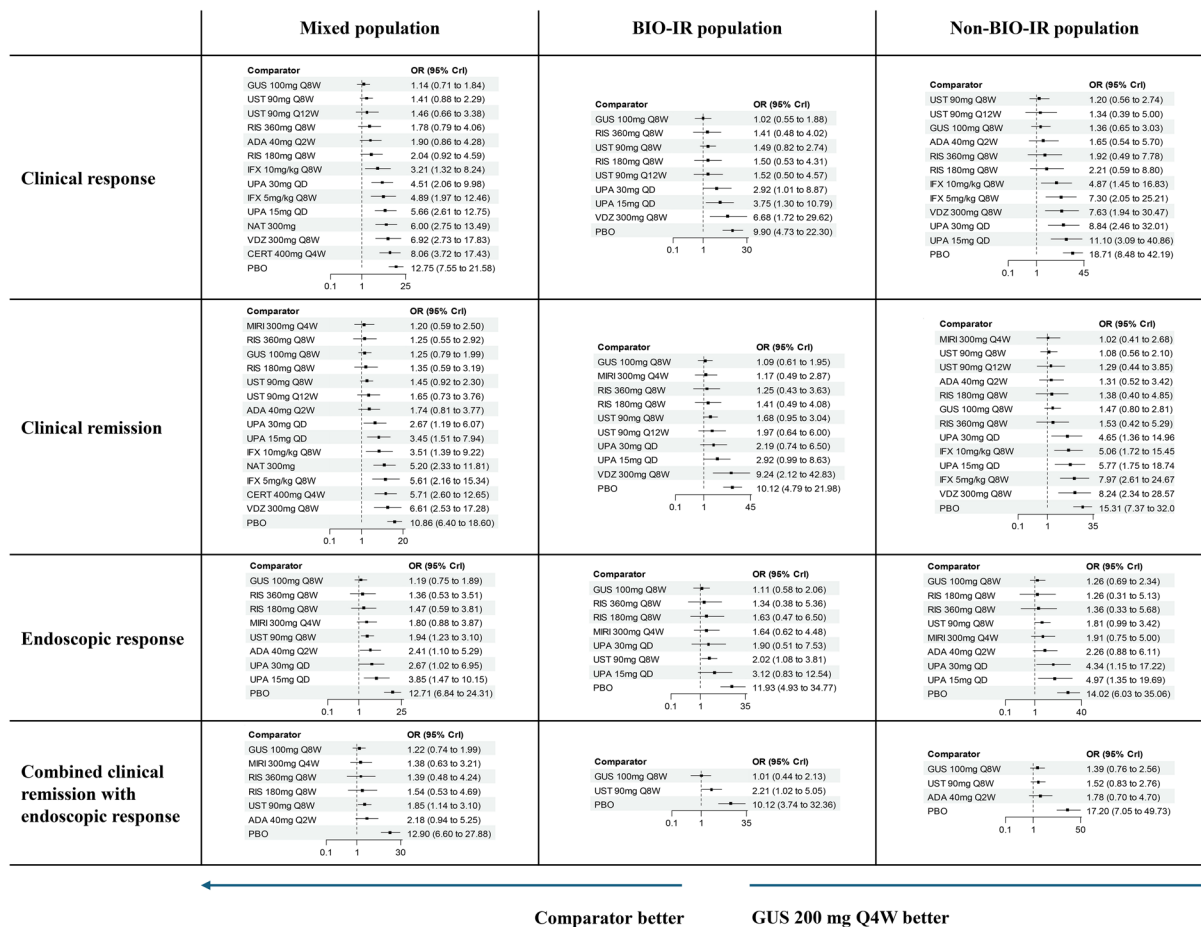 Mixed population
BIO-IR population
Non-BIO-IR population
Clinical response
Comparator OR (95% CrI)
GUS 100mg Q8W 1.14 (0.71 to 1.84)
UST 90mg Q8W 1.41 (0.88 to 2.29)
UST 90mg Q12W 1.46 (0.66 to 3.38)
RIS 360mg Q8W 1.78 (0.79 to 4.06)
ADA 40mg Q2W 1.90 (0.86 to 4.28)
RIS 180mg Q8W 2.04 (0.92 to 4.59)
IFX 10mg/kg Q8W 3.21 (1.32 to 8.24)
UPA 30mg QD 4.51 (2.06 to 9.98)
IFX 5mg/kg Q8W 4.89 (1.97 to 12.46)
UPA 15mg QD 5.66 (2.61 to 12.75)
NAT 300mg 6.00 (2.75 to 13.49)
VDZ 300mg Q8W 6.92 (2.73 to 17.83)
CERT 400mg Q4W 8.06 (3.72 to 17.43)
PBO 12.75 (7.55 to 21.58)
0.1 1 25
Comparator OR (95% CrI)
GUS 100mg Q8W 1.02 (0.55 to 1.88)
RIS 360mg Q8W 1.41 (0.48 to 4.02)
UST 90mg Q8W 1.49 (0.82 to 2.74)
RIS 180mg Q8W 1.50 (0.53 to 4.31)
UST 90mg Q12W 1.52 (0.50 to 4.57)
UPA 30mg QD 2.92 (1.01 to 8.87)
UPA 15mg QD 3.75 (1.30 to 10.79)
VDZ 300mg Q8W 6.68 (1.72 to 29.62)
PBO 9.90 (4.73 to 22.30)
0.1 1 30
Comparator OR (95% CrI)
UST 90mg Q8W 1.20 (0.56 to 2.74)
UST 90mg Q12W 1.34 (0.39 to 5.00)
GUS 100mg Q8W 1.36 (0.65 to 3.03)
ADA 40mg Q2W 1.65 (0.54 to 5.70)
RIS 360mg Q8W 1.92 (0.49 to 7.78)
RIS 180mg Q8W 2.21 (0.59 to 8.80)
IFX 10mg/kg Q8W 4.87 (1.45 to 16.83)
IFX 5mg/kg Q8W 7.30 (2.05 to 25.21)
VDZ 300mg Q8W 7.63 (1.94 to 30.47)
UPA 30mg QD 8.84 (2.46 to 32.01)
UPA 15mg QD 11.10 (3.09 to 40.86)
PBO 18.71 (8.48 to 42.19)
0.1 1 45
Clinical remission
Comparator OR (95% CrI)
MIRI 300mg Q4W 1.20 (0.59 to 2.50)
RIS 360mg Q8W 1.25 (0.55 to 2.92)
GUS 100mg Q8W 1.25 (0.79 to 1.99)
RIS 180mg Q8W 1.35 (0.59 to 3.19)
UST 90mg Q8W 1.45 (0.92 to 2.30)
UST 90mg Q12W 1.65 (0.73 to 3.76)
ADA 40mg Q2W 1.74 (0.81 to 3.77)
UPA 30mg QD 2.67 (1.19 to 6.07)
UPA 15mg QD 3.45 (1.51 to 7.94)
IFX 10mg/kg Q8W 3.51 (1.39 to 9.22)
NAT 300mg 5.20 (2.33 to 11.81)
IFX 5mg/kg Q8W 5.61 (2.16 to 15.34)
CERT 400mg Q4W 5.71 (2.60 to 12.65)
VDZ 300mg Q8W 6.61 (2.53 to 17.28)
PBO 10.86 (6.40 to 18.60)
0.1 1 20
Comparator OR (95% CrI)
GUS 100mg Q8W 1.09 (0.61 to 1.95)
MIRI 300mg Q4W 1.17 (0.49 to 2.87)
RIS 360mg Q8W 1.25 (0.43 to 3.63)
RIS 180mg Q8W 1.41 (0.49 to 4.08)
UST 90mg Q8W 1.68 (0.95 to 3.04)
UST 90mg Q12W 1.97 (0.64 to 6.00)
UPA 30mg QD 2.19 (0.74 to 6.50)
UPA 15mg QD 2.92 (0.99 to 8.63)
VDZ 300mg Q8W 9.24 (2.12 to 42.83)
PBO 10.12 (4.79 to 21.98)
0.1 1 45
Comparator OR (95% CrI)
MIRI 300mg Q4W 1.02 (0.41 to 2.68)
UST 90mg Q8W 1.08 (0.56 to 2.10)
UST 90mg Q12W 1.29 (0.44 to 3.85)
ADA 40mg Q2W 1.31 (0.52 to 3.42)
RIS 180mg Q8W 1.38 (0.40 to 4.85)
GUS 100mg Q8W 1.47 (0.80 to 2.81)
RIS 360mg Q8W 1.53 (0.42 to 5.29)
UPA 30mg QD 4.65 (1.36 to 14.96
IFX 10mg/kg Q8W 5.06 (1.72 to 15.45
UPA 15mg QD 5.77 (1.75 to 18.74
IFX 5mg/kg Q8W 7.97 (2.61 to 24.67
VDZ 300mg Q8W 8.24 (2.34 to 28.57
PBO 15.31 (7.37 to 32.0
0.1 1 35
Endoscopic response
Comparator OR (95% CrI)
GUS 100mg Q8W 1.19 (0.75 to 1.89)
RIS 360mg Q8W 1.36 (0.53 to 3.51)
RIS 180mg Q8W 1.47 (0.59 to 3.81)
MIRI 300mg Q4W 1.80 (0.88 to 3.87)
UST 90mg Q8W 1.94 (1.23 to 3.10)
ADA 40mg Q2W 2.41 (1.10 to 5.29)
UPA 30mg QD 2.67 (1.02 to 6.95)
UPA 15mg QD 3.85 (1.47 to 10.15)
PBO 12.71 (6.84 to 24.31)
0.1 1 25
Comparator OR (95% CrI)
GUS 100mg Q8W 1.11 (0.58 to 2.06)
RIS 360mg Q8W 1.34 (0.38 to 5.36)
RIS 180mg Q8W 1.63 (0.47 to 6.50)
MIRI 300mg Q4W 1.64 (0.62 to 4.48)
UPA 30mg QD 1.90 (0.51 to 7.53)
UST 90mg Q8W 2.02 (1.08 to 3.81)
UPA 15mg QD 3.12 (0.83 to 12.54)
PBO 11.93 (4.93 to 34.77)
0.1 1 35
Comparator OR (95% CrI)
GUS 100mg Q8W 1.26 (0.69 to 2.34)
RIS 180mg Q8W 1.26 (0.31 to 5.13)
RIS 360mg Q8W 1.36 (0.33 to 5.68)
UST 90mg Q8W 1.81 (0.99 to 3.42)
MIRI 300mg Q4W 1.91 (0.75 to 5.00)
ADA 40mg Q2W 2.26 (0.88 to 6.11)
UPA 30mg QD 4.34 (1.15 to 17.22)
UPA 15mg QD 4.97 (1.35 to 19.69)
PBO 14.02 (6.03 to 35.06)
0.1 1 40
Combined clinical
remission with
endoscopic response
Comparator OR (95% CrI)
GUS 100mg Q8W 1.22 (0.74 to 1.99)
MIRI 300mg Q4W 1.38 (0.63 to 3.21)
RIS 360mg Q8W 1.39 (0.48 to 4.24)
RIS 180mg Q8W 1.54 (0.53 to 4.69)
UST 90mg Q8W 1.85 (1.14 to 3.10)
ADA 40mg Q2W 2.18 (0.94 to 5.25)
PBO 12.90 (6.60 to 27.88)
0.1 1 30
Comparator OR (95% CrI)
GUS 100mg Q8W 1.01 (0.44 to 2.13)
UST 90mg Q8W 2.21 (1.02 to 5.05)
PBO 10.12 (3.74 to 32.36)
0.1 1 35
Comparator OR (95% CrI)
GUS 100mg Q8W 1.39 (0.76 to 2.56)
UST 90mg Q8W 1.52 (0.83 to 2.76)
ADA 40mg Q2W 1.78 (0.70 to 4.70)
PBO 17.20 (7.05 to 49.73)
0.1 1 50
Comparator better
GUS 200 mg Q4W better